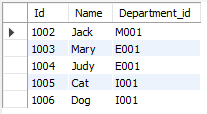 Id Name Department_id
1002 Jack M001
1003 Mary E001
1004 Judy E001
1005 Cat I001
1006 Dog I001